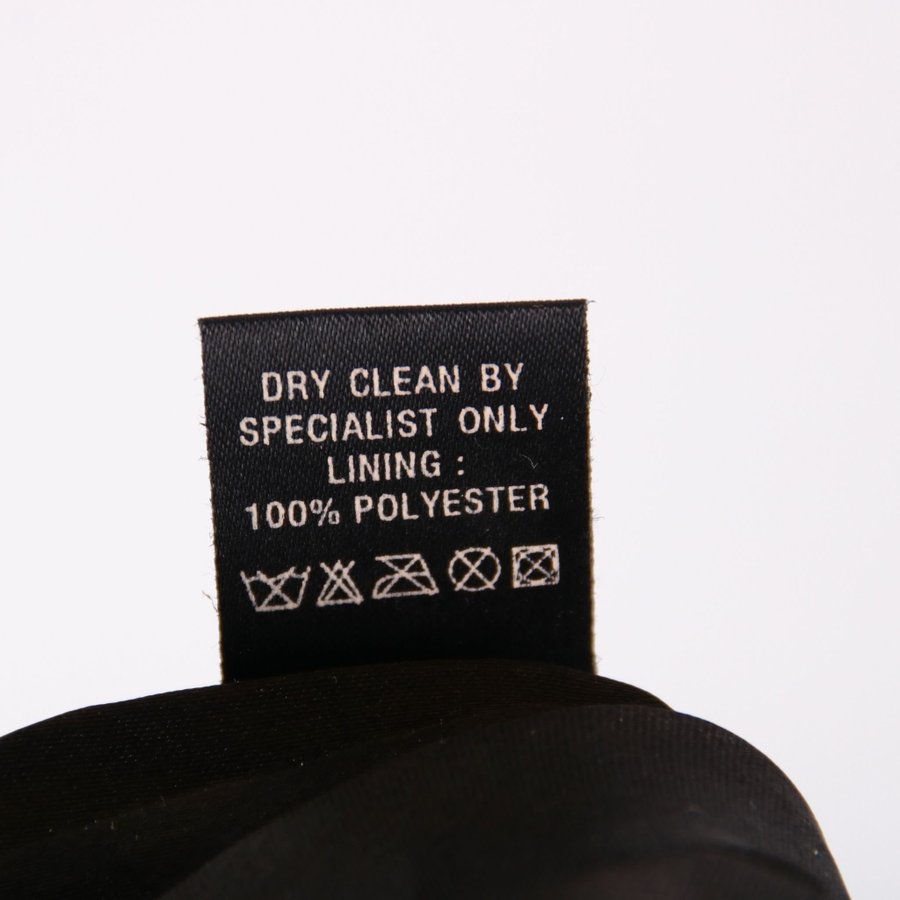 DRY CLEAN BY
SPECIALIST ONLY
LINING :
100% POLYESTER